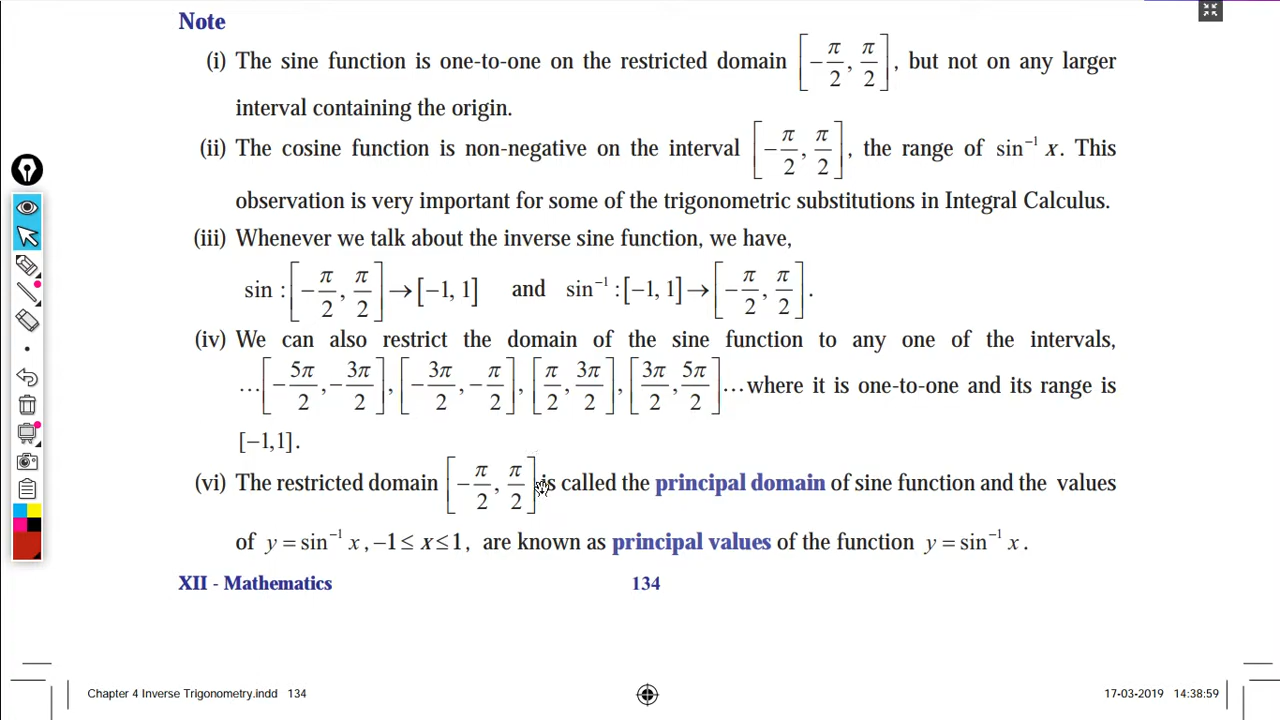 Note
(i) The sine function is one-to-one on the restricted domain [−π/2, π/2], but not on any larger
interval containing the origin.
(ii) The cosine function is non-negative on the interval [−π/2, π/2], the range of sin⁻¹ x. This
observation is very important for some of the trigonometric substitutions in Integral Calculus.
(iii) Whenever we talk about the inverse sine function, we have,
sin : [−π/2, π/2] → [−1, 1] and sin⁻¹ : [−1, 1] → [−π/2, π/2].
(iv) We can also restrict the domain of the sine function to any one of the intervals,
…[−5π/2, −3π/2], [−3π/2, −π/2], [π/2, 3π/2], [3π/2, 5π/2]…where it is one-to-one and its range is
[−1,1].
(vi) The restricted domain [−π/2, π/2] is called the principal domain of sine function and the values
of y = sin⁻¹ x, −1 ≤ x ≤ 1, are known as principal values of the function y = sin⁻¹ x.
XII - Mathematics 134
Chapter 4 Inverse Trigonometry.indd 134 17-03-2019 14:38:59